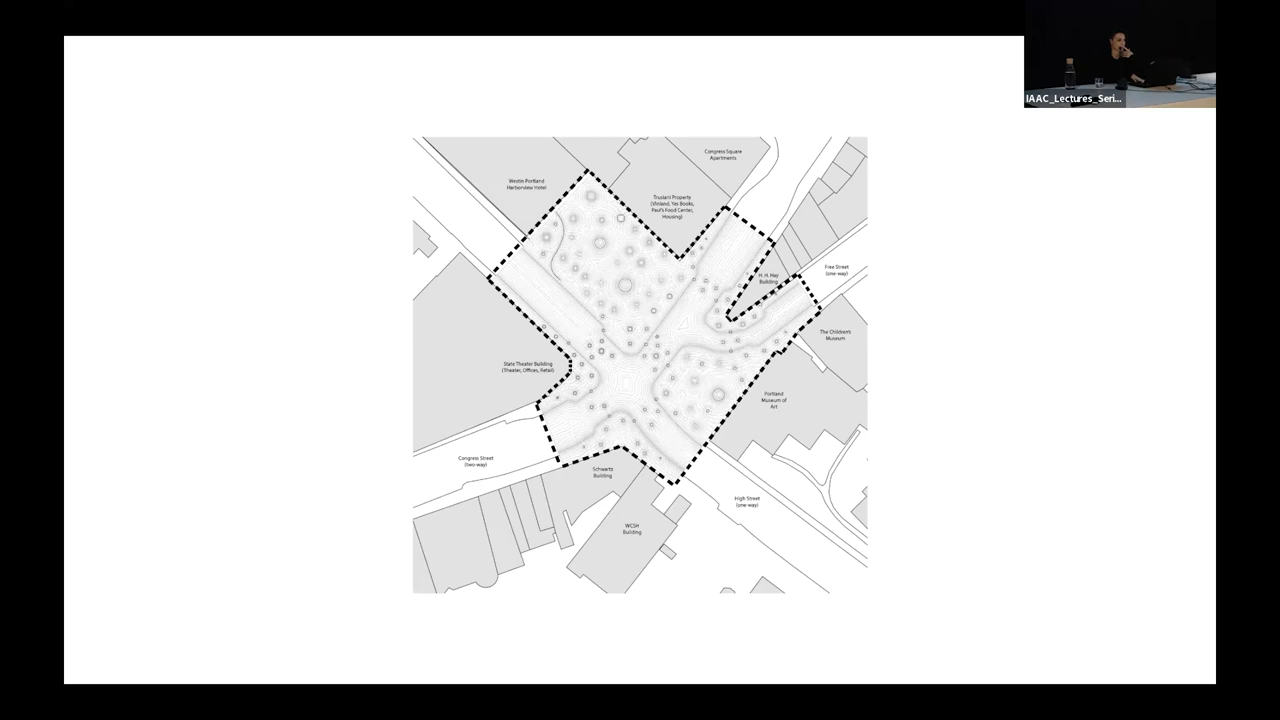 IAAC_Lectures_Seri...
Congress Square
Apartments
Westin Portland
Harborview Hotel
Trusiani Property
(Vinland, Yes Books,
Paul's Food Center,
Housing)
H. H. Hay
Building
Free Street
(one-way)
The Children's
Museum
State Theater Building
(Theater, Offices, Retail)
Portland
Museum of
Art
Congress Street
(two-way)
Schwartz
Building
High Street
(one-way)
WCSH
Building